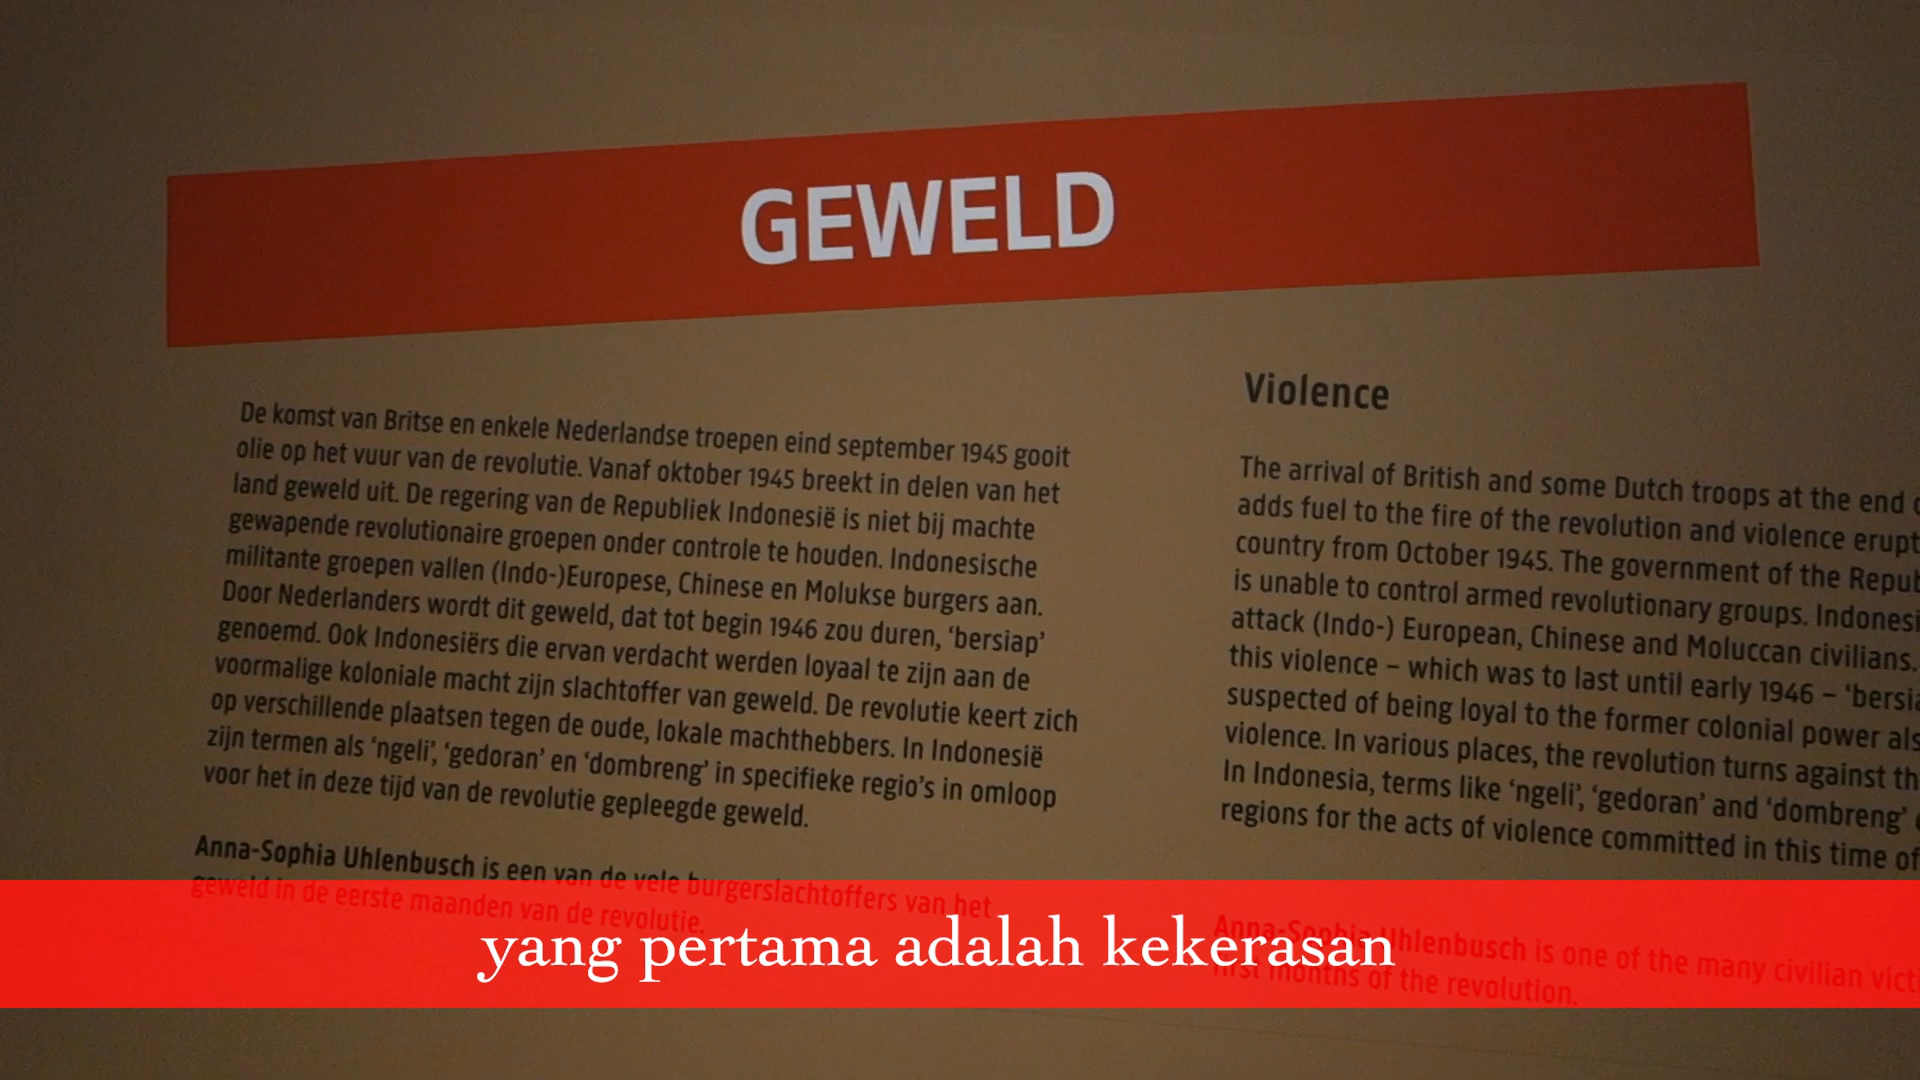 GEWELD
De komst van Britse en enkele Nederlandse troepen eind september 1945 gooit
olie op het vuur van de revolutie. Vanaf oktober 1945 breekt in delen van het
land geweld uit. De regering van de Republiek Indonesië is niet bij machte
gewapende revolutionaire groepen onder controle te houden. Indonesische
militante groepen vallen (Indo-)Europese, Chinese en Molukse burgers aan.
Door Nederlanders wordt dit geweld, dat tot begin 1946 zou duren, ‘bersiap’
genoemd. Ook Indonesiërs die ervan verdacht werden loyaal te zijn aan de
voormalige koloniale macht zijn slachtoffer van geweld. De revolutie keert zich
op verschillende plaatsen tegen de oude, lokale machthebbers. In Indonesië
zijn termen als ‘ngeli’, ‘gedoran’ en ‘dombreng’ in specifieke regio’s in omloop
voor het in deze tijd van de revolutie gepleegde geweld.
Anna-Sophia Uhlenbusch is een van de vele burgerslachtoffers van het
geweld in de eerste maanden van de revolutie.
Violence
The arrival of British and some Dutch troops at the end
adds fuel to the fire of the revolution and violence erupt
country from October 1945. The government of the Repub
is unable to control armed revolutionary groups. Indonesi
attack (Indo-) European, Chinese and Moluccan civilians.
this violence – which was to last until early 1946 – ‘bersia
suspected of being loyal to the former colonial power als
violence. In various places, the revolution turns against th
In Indonesia, terms like ‘ngeli’, ‘gedoran’ and ‘dombreng’
regions for the acts of violence committed in this time of
Anna-Sophia Uhlenbusch is one of the many civilian vict
first months of the revolution.
yang pertama adalah kekerasan